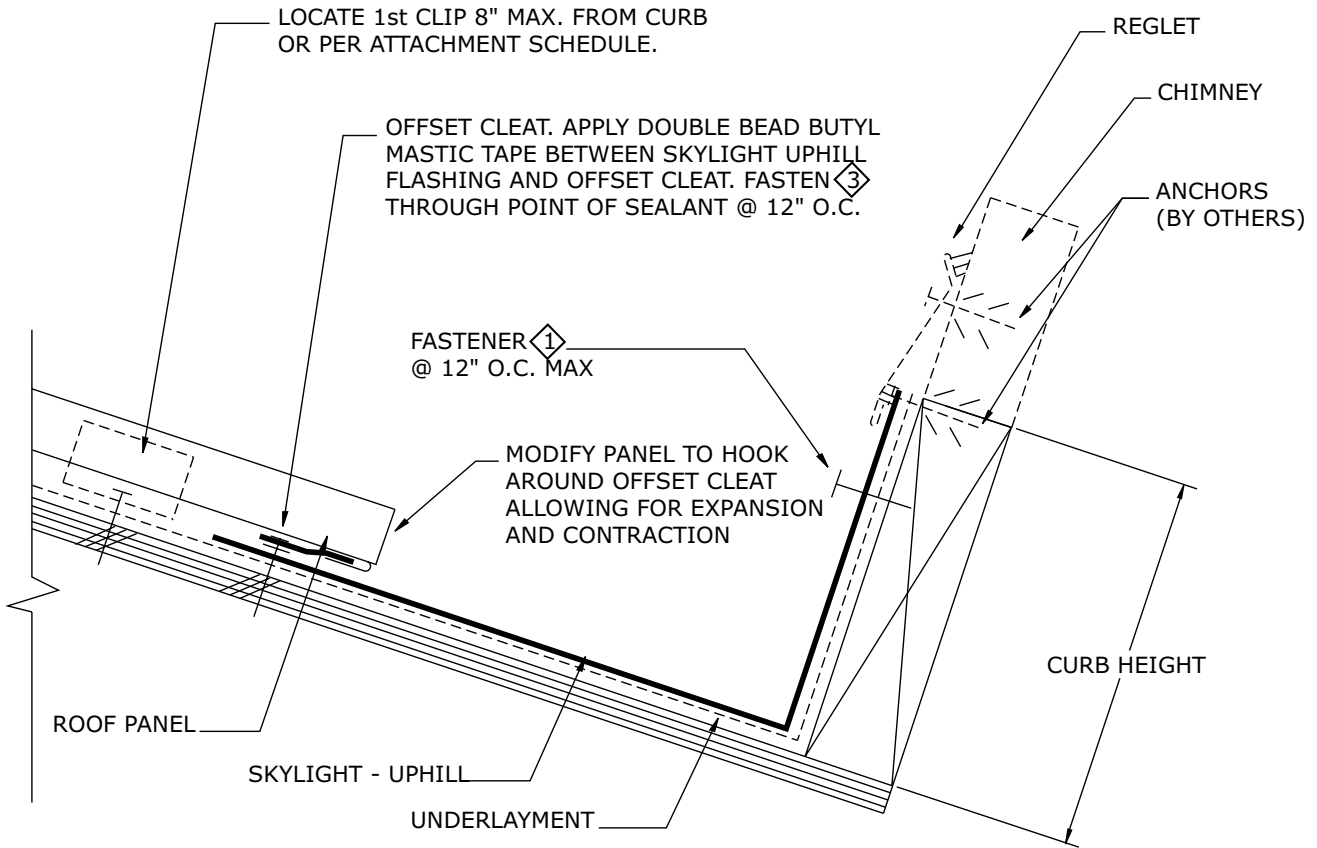 LOCATE 1st CLIP 8" MAX. FROM CURB
OR PER ATTACHMENT SCHEDULE.
REGLET
CHIMNEY
OFFSET CLEAT. APPLY DOUBLE BEAD BUTYL
MASTIC TAPE BETWEEN SKYLIGHT UPHILL
FLASHING AND OFFSET CLEAT. FASTEN 3
THROUGH POINT OF SEALANT @ 12" O.C.
ANCHORS
(BY OTHERS)
FASTENER 1
@ 12" O.C. MAX
MODIFY PANEL TO HOOK
AROUND OFFSET CLEAT
ALLOWING FOR EXPANSION
AND CONTRACTION
CURB HEIGHT
ROOF PANEL
SKYLIGHT - UPHILL
UNDERLAYMENT